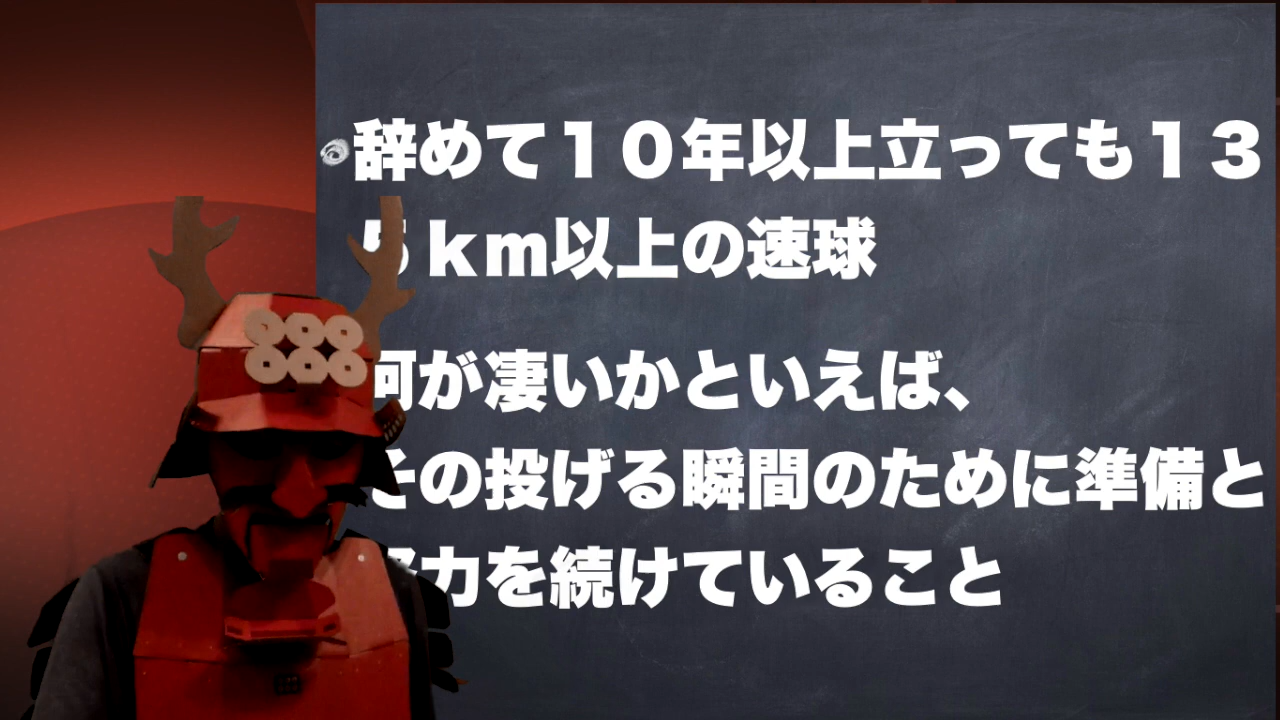 辞めて１０年以上立っても１３
５ｋｍ以上の速球
何が凄いかといえば、
その投げる瞬間のために準備と
努力を続けていること